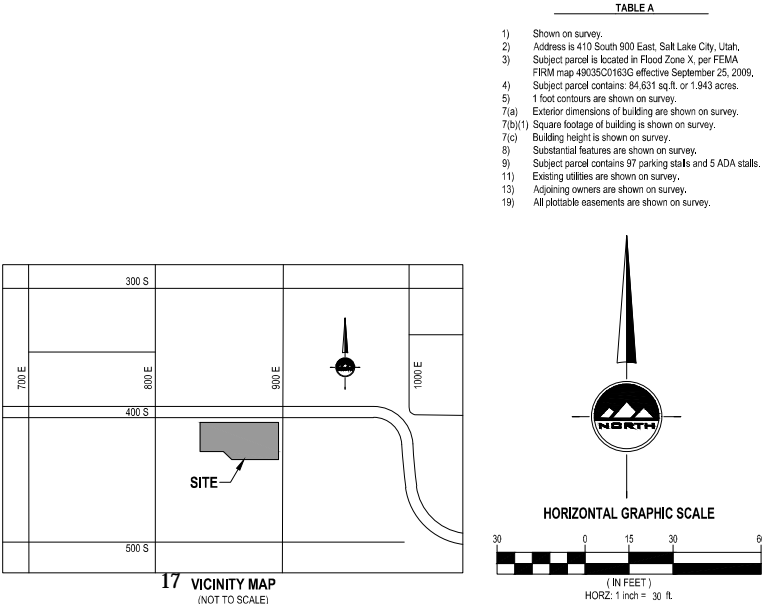 TABLE A
1) Shown on survey.
2) Address is 410 South 900 East, Salt Lake City, Utah.
3) Subject parcel is located in Flood Zone X, per FEMA
FIRM map 49035C0163G effective September 25, 2009.
4) Subject parcel contains: 84,631 sq.ft. or 1.943 acres.
5) 1 foot contours are shown on survey.
7(a) Exterior dimensions of building are shown on survey.
7(b)(1) Square footage of building is shown on survey.
7(c) Building height is shown on survey.
8) Substantial features are shown on survey.
9) Subject parcel contains 97 parking stalls and 5 ADA stalls.
11) Existing utilities are shown on survey.
13) Adjoining owners are shown on survey.
19) All plottable easements are shown on survey.
300 S
700 E
800 E
900 E
1000 E
400 S
SITE
500 S
17 VICINITY MAP
(NOT TO SCALE)
NORTH
HORIZONTAL GRAPHIC SCALE
30 0 15 30 6
( IN FEET )
HORZ: 1 inch = 30 ft.